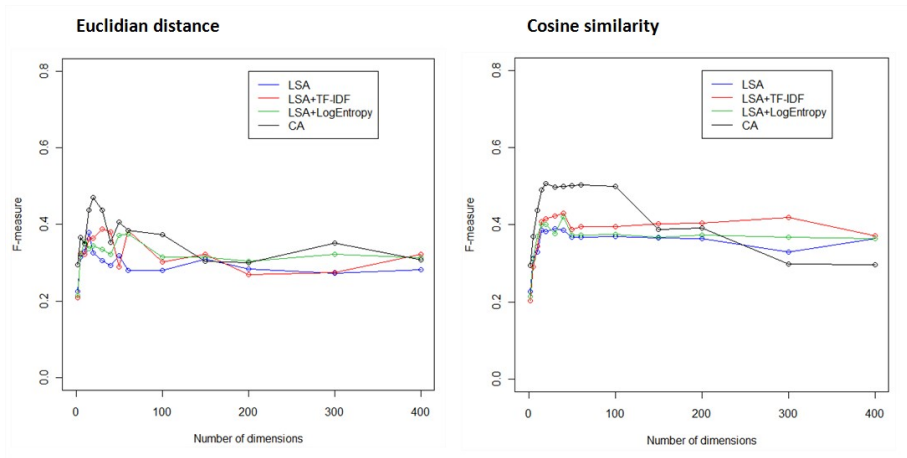 Euclidian distance
LSA
LSA+TF-IDF
LSA+LogEntropy
CA
F-measure
0.8
0.6
0.4
0.2
0.0
0 100 200 300 400
Number of dimensions
Cosine similarity
LSA
LSA+TF-IDF
LSA+LogEntropy
CA
F-measure
0.8
0.6
0.4
0.2
0.0
0 100 200 300 400
Number of dimensions